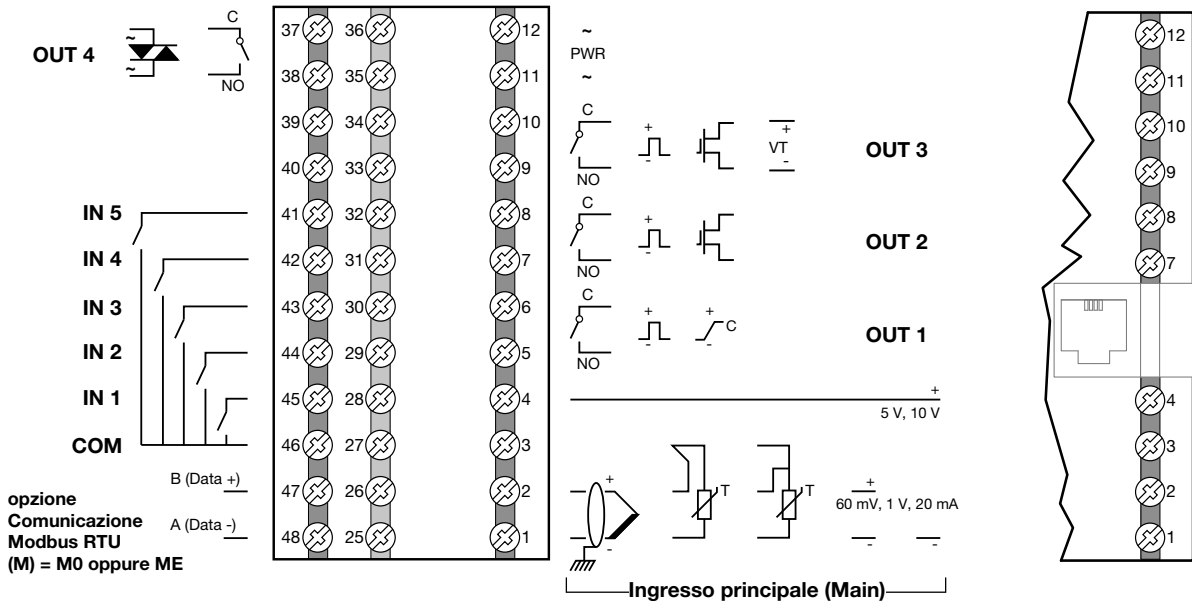 C
37 36 12 ~ 12
OUT 4 ~ PWR
~ NO 38 35 11 ~ 11
C
39 34 10 + + 10
- VT OUT 3
40 33 9 NO - 9
C
IN 5 41 32 8 + 8
- OUT 2
IN 4 42 31 7 NO 7
C
IN 3 43 30 6 + +
- - C OUT 1
IN 2 44 29 5 NO
+
IN 1 45 28 4 5 V, 10 V 4
COM 46 27 3 3
B (Data +) + T T +
47 26 2 60 mV, 1 V, 20 mA 2
opzione
Comunicazione A (Data -)
Modbus RTU 48 25 1 - - - 1
(M) = M0 oppure ME
Ingresso principale (Main)